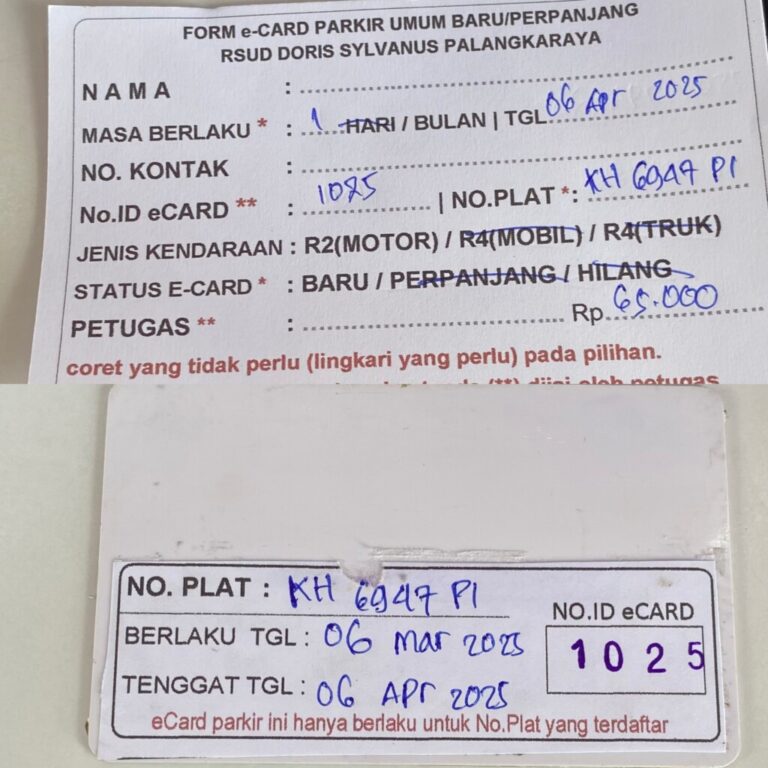 FORM e-CARD PARKIR UMUM BARU/PERPANJANG
RSUD DORIS SYLVANUS PALANGKARAYA
NAMA :
MASA BERLAKU * : 1 HARI / BULAN | TGL 06 Apr 2025
NO. KONTAK :
No.ID eCARD ** : 1025 | NO.PLAT *: KH 6947 PI
JENIS KENDARAAN : R2(MOTOR) / R4(MOBIL) / R4(TRUK)
STATUS E-CARD * : BARU / PERPANJANG / HILANG
PETUGAS ** : Rp. 65.000
coret yang tidak perlu (lingkari yang perlu) pada pilihan.
(**) diisi oleh petugas
NO. PLAT : KH 6947 PI
BERLAKU TGL : 06 Mar 2025
TENGGAT TGL : 06 APr 2025
NO.ID eCARD
1025
eCard parkir ini hanya berlaku untuk No.Plat yang terdaftar